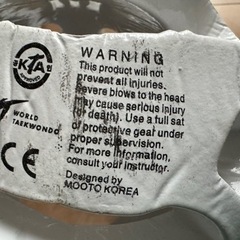 WARNING
This product will not
prevent all injuries.
Severe blows to the head
may cause serious injury
(or death). Use a full sat
of protective gear under
proper supervision.
For more information,
consult your instructor.
Designed by
MOOTO KOREA
KTA
APPROVED
WORLD
TAEKWONDO
CE